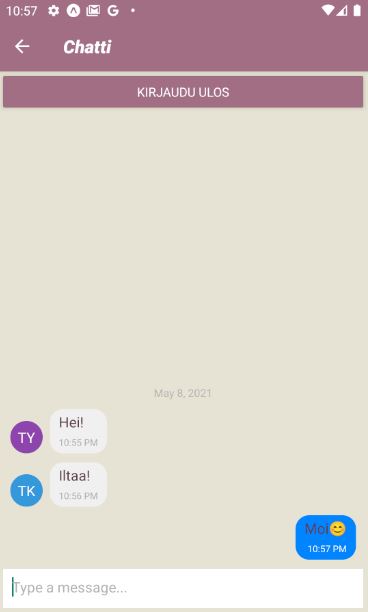 10:57
Chatti
KIRJAUDU ULOS
May 8, 2021
Hei!
TY
10:55 PM
Iltaa!
TK
10:56 PM
Moi😊
10:57 PM
Type a message...